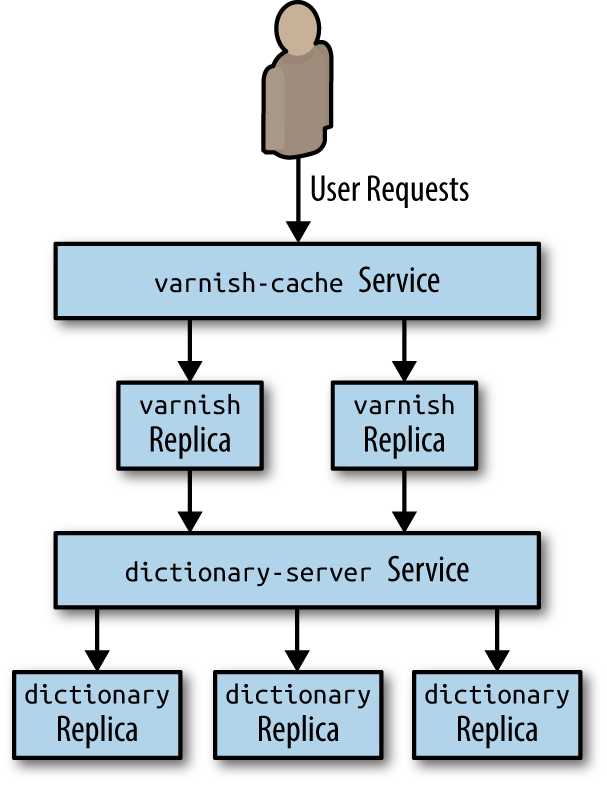 User Requests
varnish-cache Service
varnish
Replica
varnish
Replica
dictionary-server Service
dictionary
Replica
dictionary
Replica
dictionary
Replica